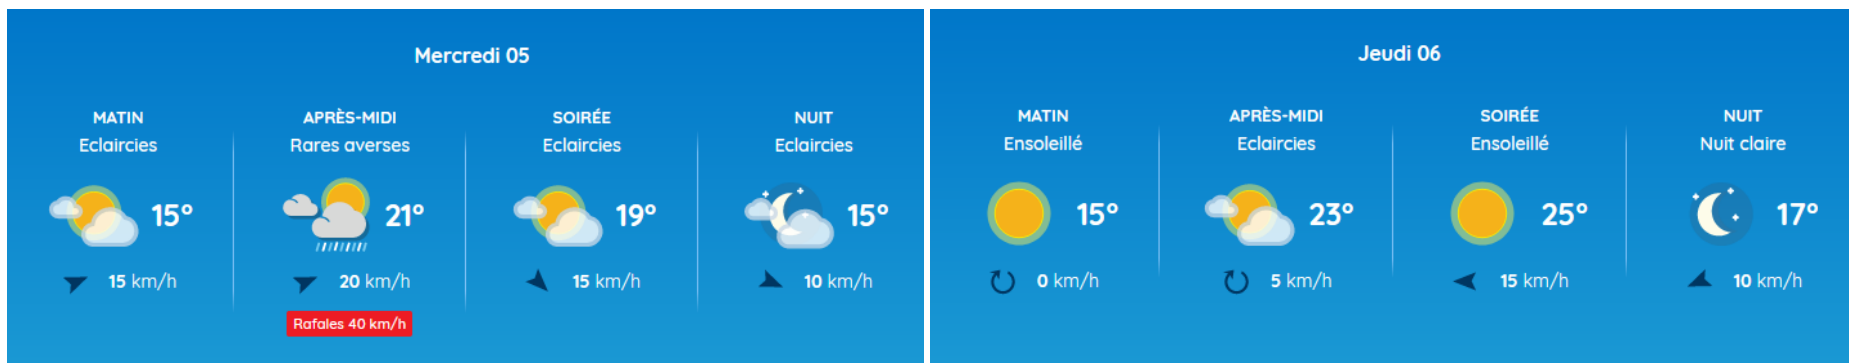 Mercredi 05
MATIN
Eclaircies
15°
15 km/h
APRÈS-MIDI
Rares averses
21°
20 km/h
Rafales 40 km/h
SOIRÉE
Eclaircies
19°
15 km/h
NUIT
Eclaircies
15°
10 km/h
Jeudi 06
MATIN
Ensoleillé
15°
0 km/h
APRÈS-MIDI
Eclaircies
23°
5 km/h
SOIRÉE
Ensoleillé
25°
15 km/h
NUIT
Nuit claire
17°
10 km/h